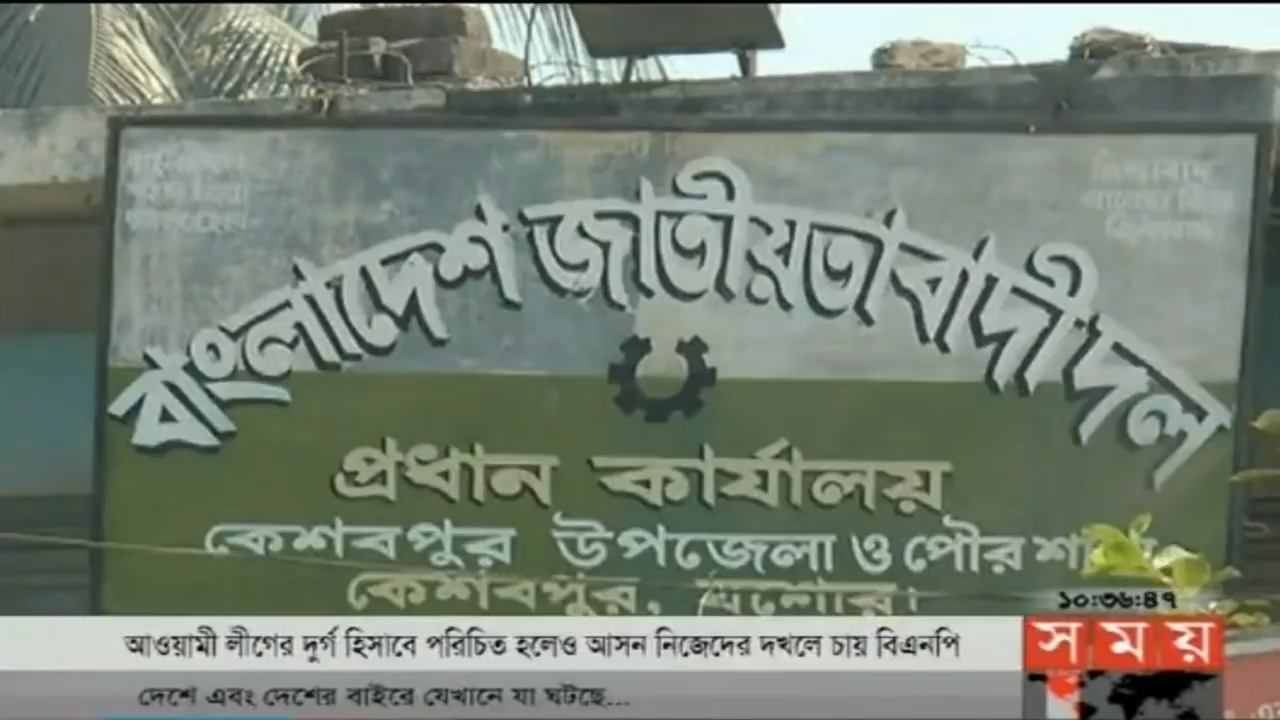 বাংলাদেশ জাতীয়তাবাদী দল
প্রধান কার্যালয়
কেশবপুর উপজেলা ও পৌর
কেশবপুর, যশোর।
১০:৩৬:৪৭
সময়
আওয়ামী লীগের দুর্গ হিসাবে পরিচিত হলেও আসন নিজেদের দখলে চায় বিএনপি
দেশে এবং দেশের বাইরে যেখানে যা ঘটছে...